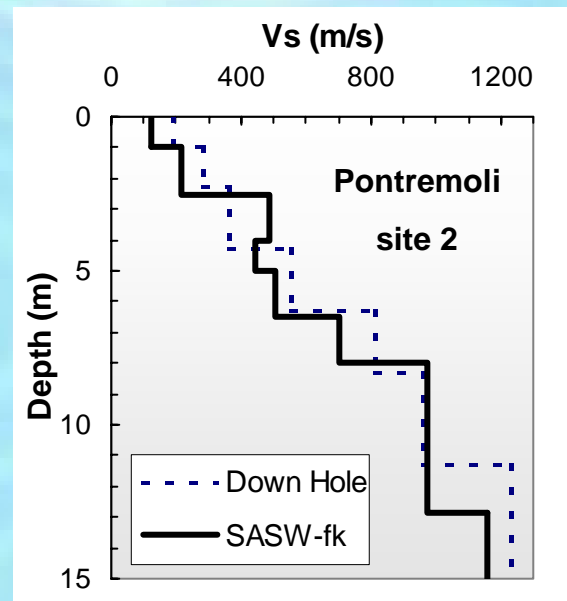 Vs (m/s)
0 400 800 1200
0
Pontremoli
site 2
5
Depth (m)
10
Down Hole
SASW-fk
15